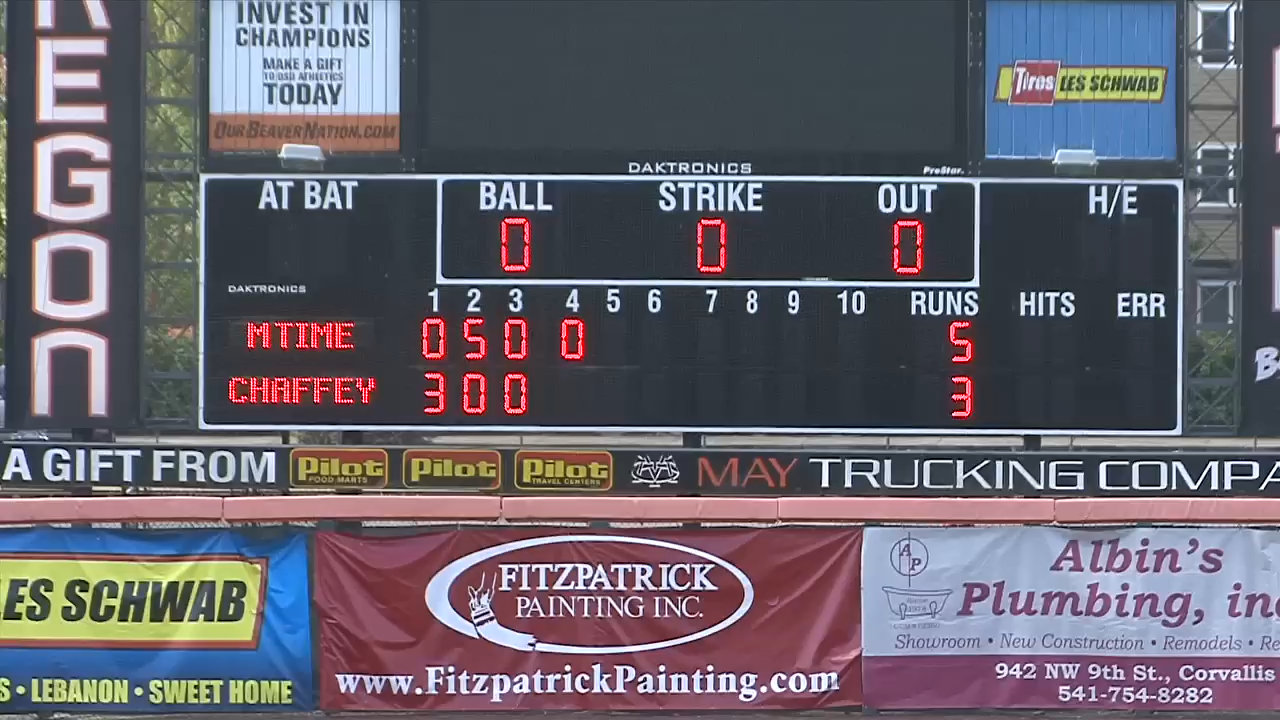 REGON
INVEST IN
CHAMPIONS
MAKE A GIFT
TO OSU ATHLETICS
TODAY
OURBEAVERNATION.COM
Tires LES SCHWAB
DAKTRONICS
ProStar
AT BAT BALL STRIKE OUT H/E
0 0 0
DAKTRONICS
1 2 3 4 5 6 7 8 9 10 RUNS HITS ERR
MTIME 0 5 0 0 5
CHAFFEY 3 0 0 3
A GIFT FROM Pilot FOOD MARTS Pilot Pilot TRAVEL CENTERS MAY TRUCKING COMPA
LES SCHWAB
S • LEBANON • SWEET HOME
FITZPATRICK
PAINTING INC.
www.FitzpatrickPainting.com
A P
Albin's
Plumbing, in
Showroom • New Construction • Remodels • Re
942 NW 9th St., Corvallis
541-754-8282